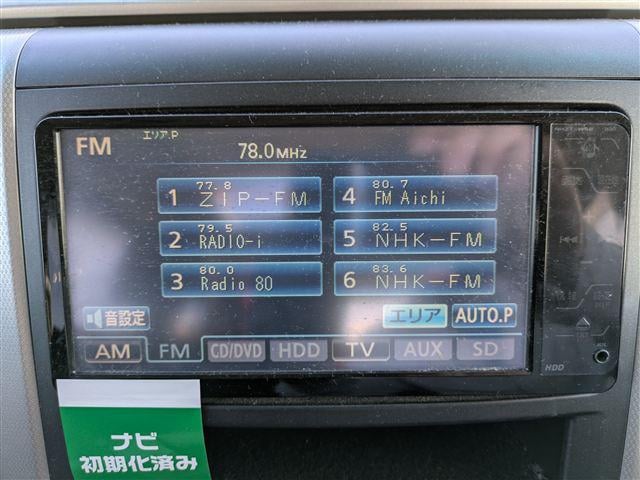 FM エリア.P
78.0MHz
1 77.8 ZIP-FM
4 80.7 FM Aichi
2 79.5 RADIO-i
5 82.5 NHK-FM
3 80.0 Radio 80
6 83.6 NHK-FM
音設定 エリア AUTO.P
AM FM CD/DVD HDD TV AUX SD
HDD
ナビ
初期化済み